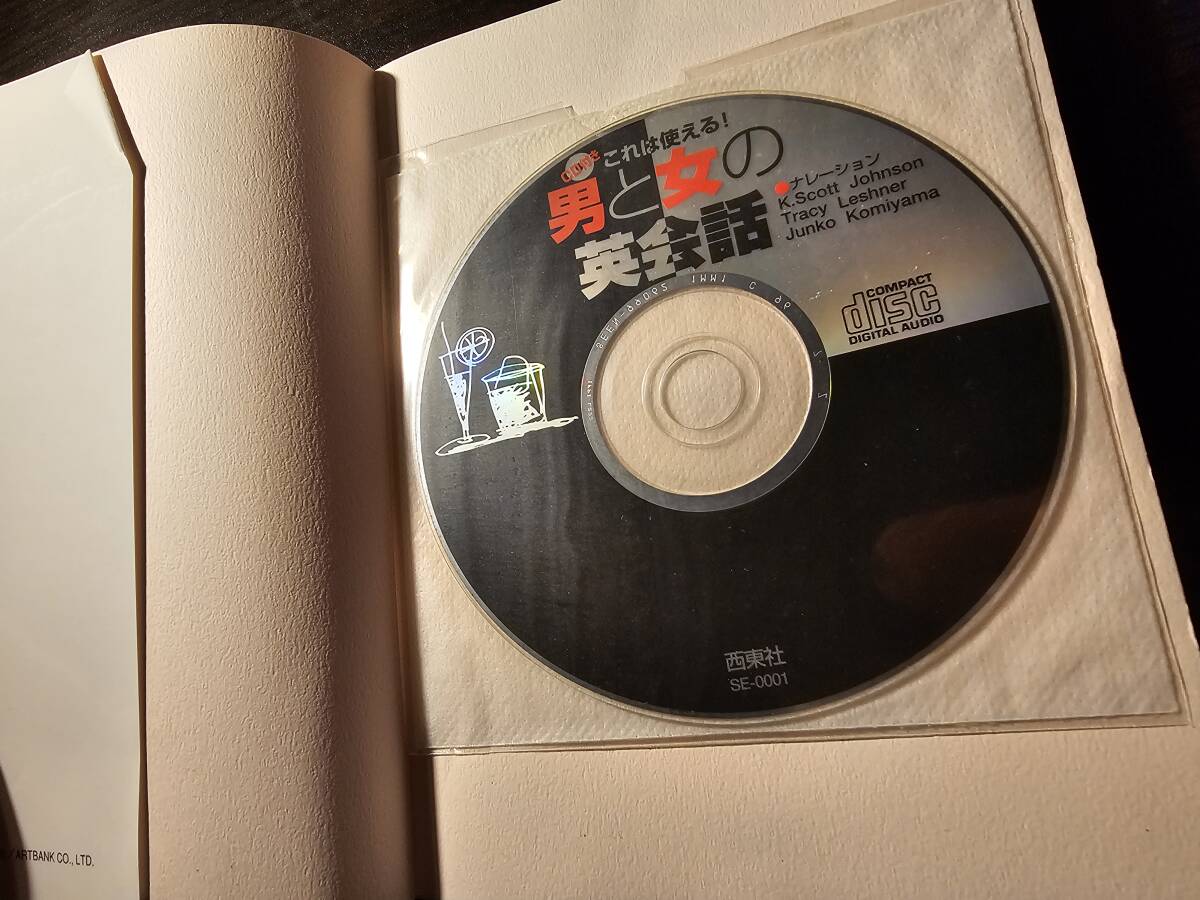 CD付き これは使える!
男と女の
英会話
ナレーション
K.Scott Johnson
Tracy Leshner
Junko Komiyama
COMPACT
disc
DIGITAL AUDIO
西東社
SE-0001
ARTBANK CO., LTD.